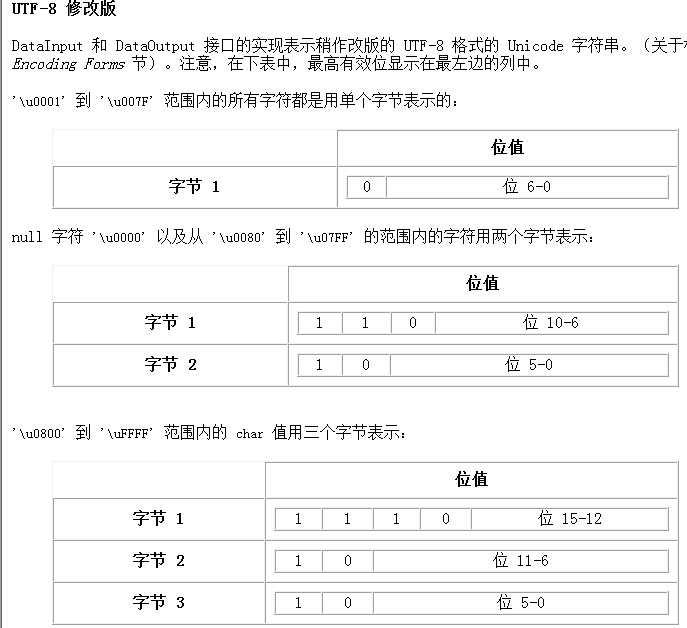 UTF-8 修改版
DataInput 和 DataOutput 接口的实现表示稍作改版的 UTF-8 格式的 Unicode 字符串。（关于
Encoding Forms 节）。注意，在下表中，最高有效位显示在最左边的列中。
'\u0001' 到 '\u007F' 范围内的所有字符都是用单个字节表示的：
位值
字节 1 0 位 6-0
null 字符 '\u0000' 以及从 '\u0080' 到 '\u07FF' 的范围内的字符用两个字节表示：
位值
字节 1 1 1 0 位 10-6
字节 2 1 0 位 5-0
'\u0800' 到 '\uFFFF' 范围内的 char 值用三个字节表示：
位值
字节 1 1 1 1 0 位 15-12
字节 2 1 0 位 11-6
字节 3 1 0 位 5-0